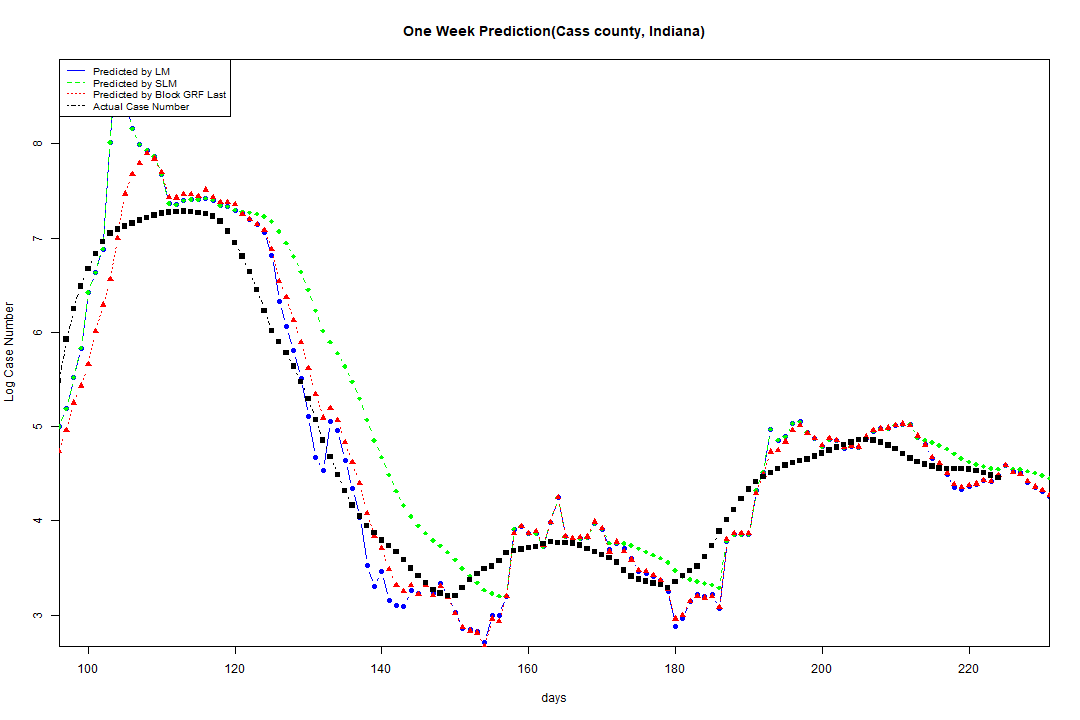 One Week Prediction(Cass county, Indiana)
Predicted by LM
Predicted by SLM
Predicted by Block GRF Last
Actual Case Number
Log Case Number
8
7
6
5
4
3
100 120 140 160 180 200 220
days